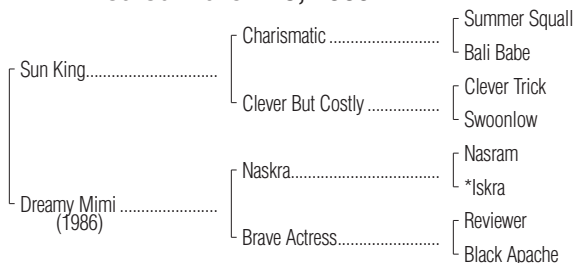 Summer Squall
Charismatic ........................
Bali Babe
Sun King.............................
Clever Trick
Clever But Costly ................
Swoonlow
Nasram
Naskra.................................
*Iskra
Dreamy Mimi .....................
(1986)
Reviewer
Brave Actress.......................
Black Apache